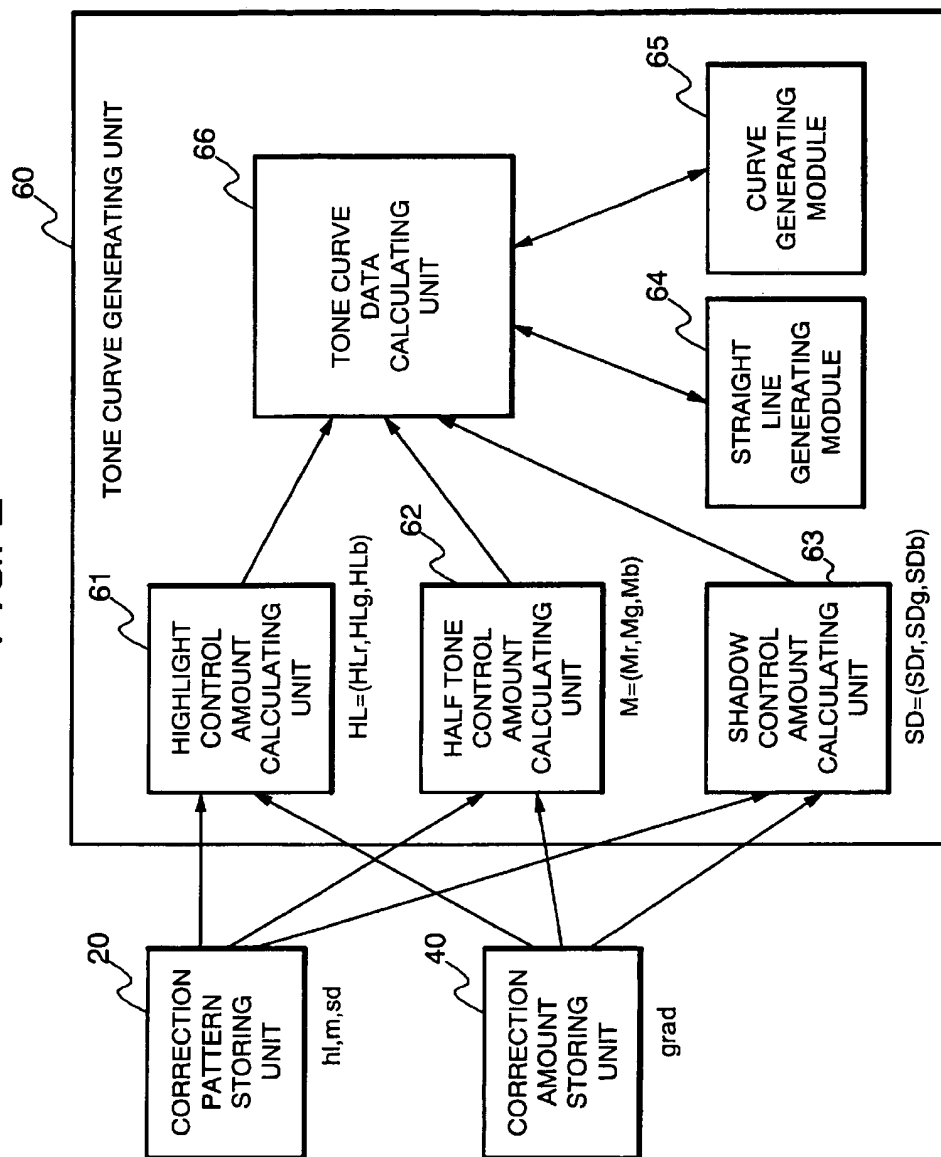 60
TONE CURVE GENERATING UNIT
66
TONE CURVE
DATA
CALCULATING
UNIT
65
CURVE
GENERATING
MODULE
64
STRAIGHT
LINE
GENERATING
MODULE
61
HIGHLIGHT
CONTROL
AMOUNT
CALCULATING
UNIT
HL=(HLr,HLg,HLb)
62
HALF TONE
CONTROL
AMOUNT
CALCULATING
UNIT
M=(Mr,Mg,Mb)
63
SHADOW
CONTROL
AMOUNT
CALCULATING
UNIT
SD=(SDr,SDg,SDb)
20
CORRECTION
PATTERN
STORING
UNIT
hl,m,sd
40
CORRECTION
AMOUNT
STORING
UNIT
grad